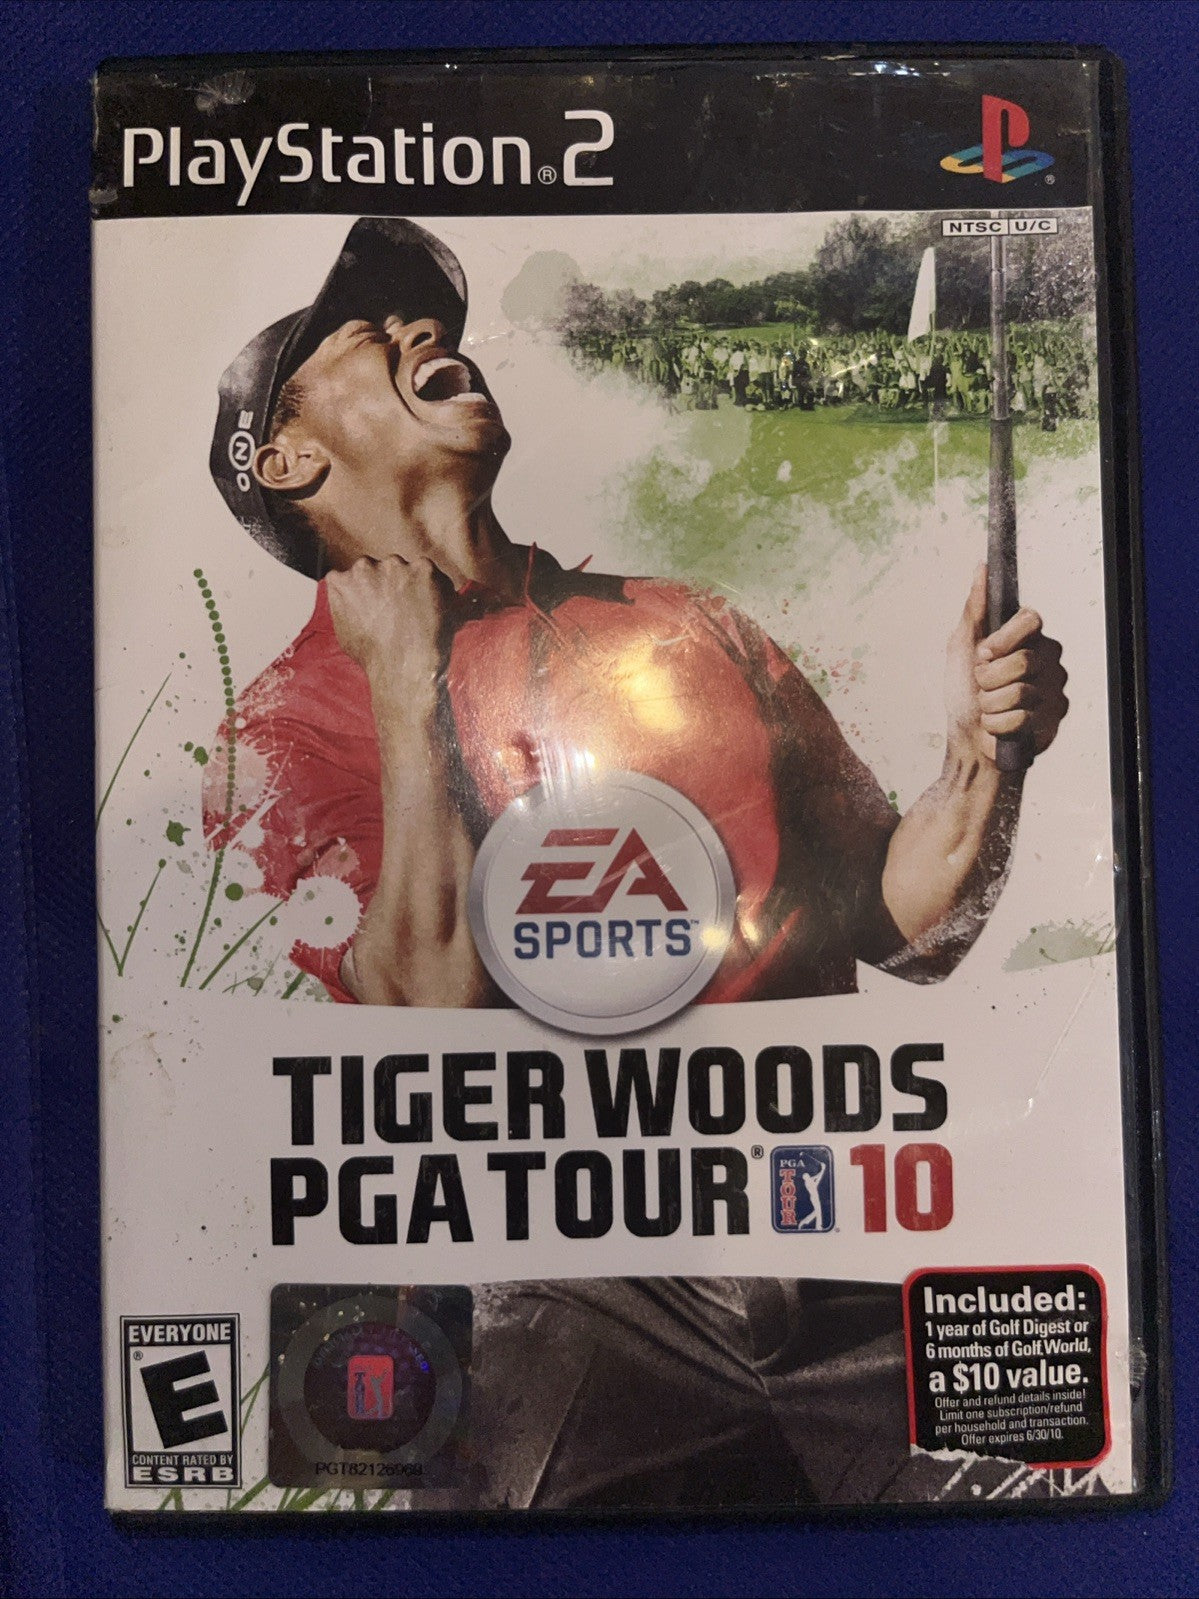 PlayStation®2
NTSC U/C
ONE
EA
SPORTS™
TIGER WOODS
PGA TOUR® PGA TOUR 10
Included:
1 year of Golf Digest or
6 months of Golf World,
a $10 value.
Offer and refund details inside!
Limit one subscription/refund
per household and transaction.
Offer expires 6/30/10.
EVERYONE
E
CONTENT RATED BY
ESRB